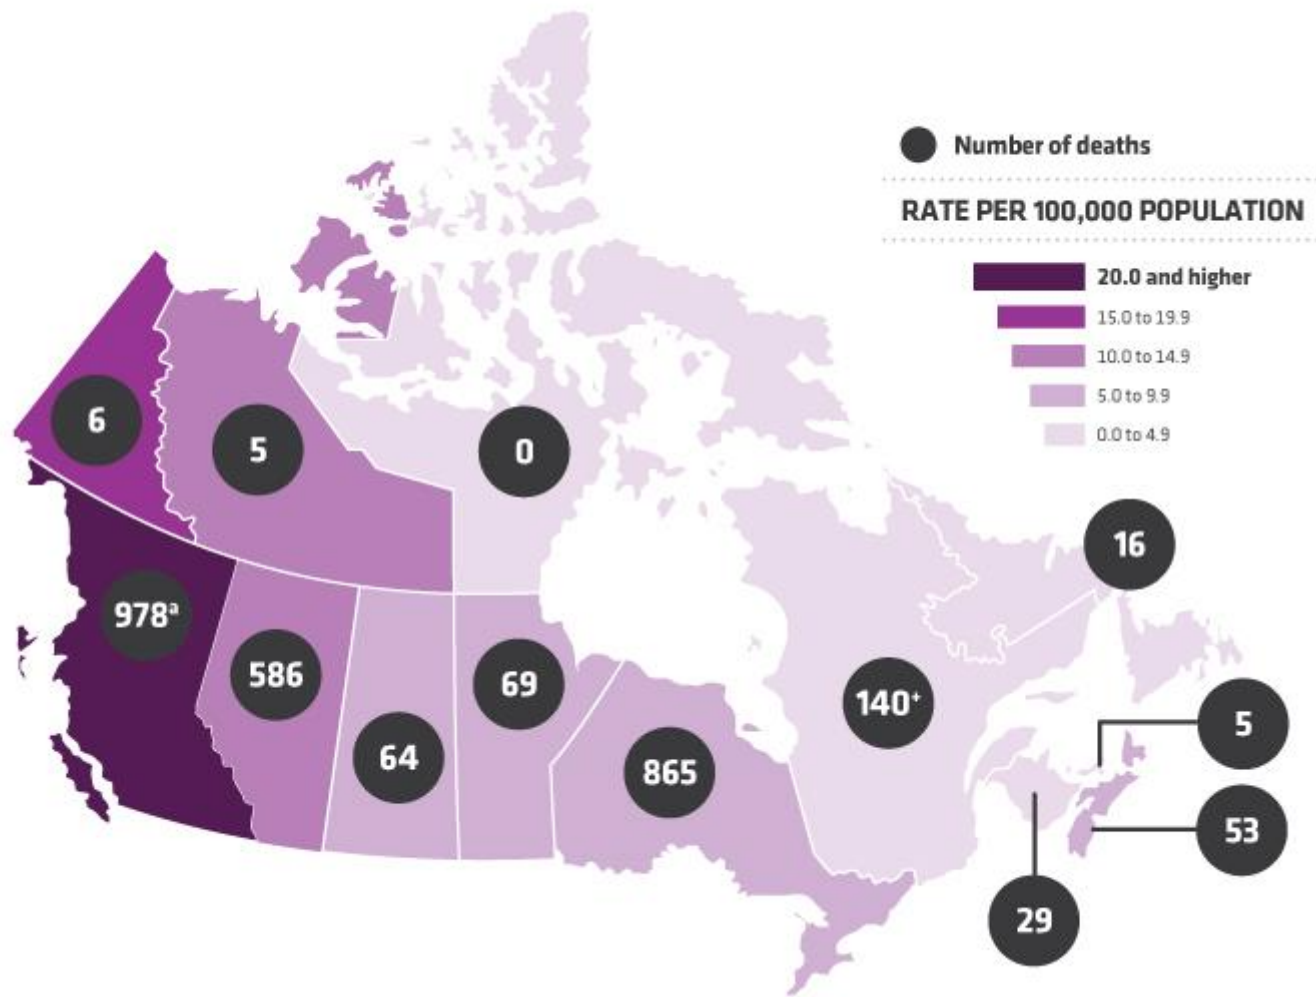 Number of deaths
RATE PER 100,000 POPULATION
20.0 and higher
15.0 to 19.9
10.0 to 14.9
5.0 to 9.9
0.0 to 4.9
6
5
0
16
978ª
586
69
64
865
140⁺
5
53
29